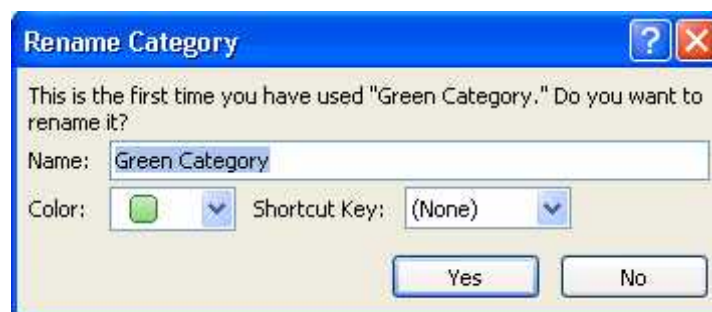 Rename Category
This is the first time you have used "Green Category." Do you want to
rename it?
Name: Green Category
Color: Shortcut Key: (None)
Yes No